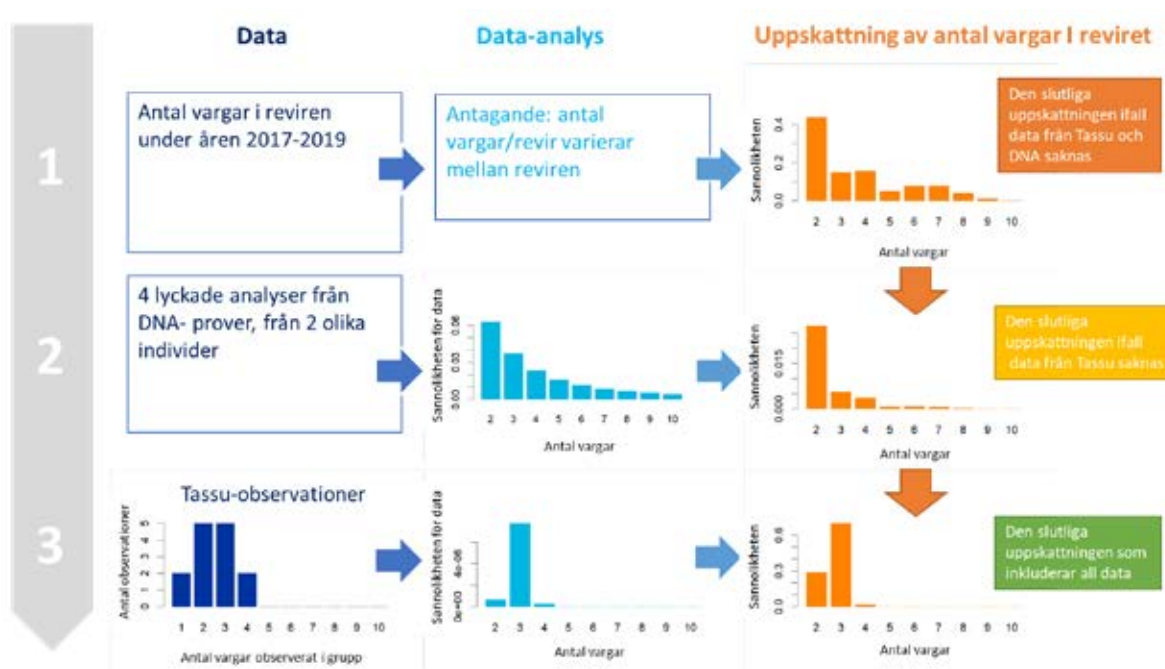 Data
Data-analys
Uppskattning av antal vargar I reviret
1
Antal vargar i reviren
under åren 2017-2019
Antagande: antal
vargar/revir varierar
mellan reviren
Sannolikheten
0.4
0.2
0.0
2 3 4 5 6 7 8 9 10
Antal vargar
Den slutliga
uppskattningen ifall
data från Tassu och
DNA saknas
2
4 lyckade analyser från
DNA- prover, från 2 olika
individer
Sannolikheten för data
0.06
0.03
0.00
2 3 4 5 6 7 8 9 10
Antal vargar
Sannolikheten
0.015
0.000
2 3 4 5 6 7 8 9 10
Antal vargar
Den slutliga
uppskattningen ifall
data från Tassu saknas
3
Tassu-observationer
Antal observationer
5
4
3
2
1
0
1 2 3 4 5 6 7 8 9 10
Antal vargar observerat i grupp
Sannolikheten för data
0e+00
2 3 4 5 6 7 8 9 10
Antal vargar
Sannolikheten
0.6
0.3
0.0
2 3 4 5 6 7 8 9 10
Antal vargar
Den slutliga
uppskattningen som
inkluderar all data